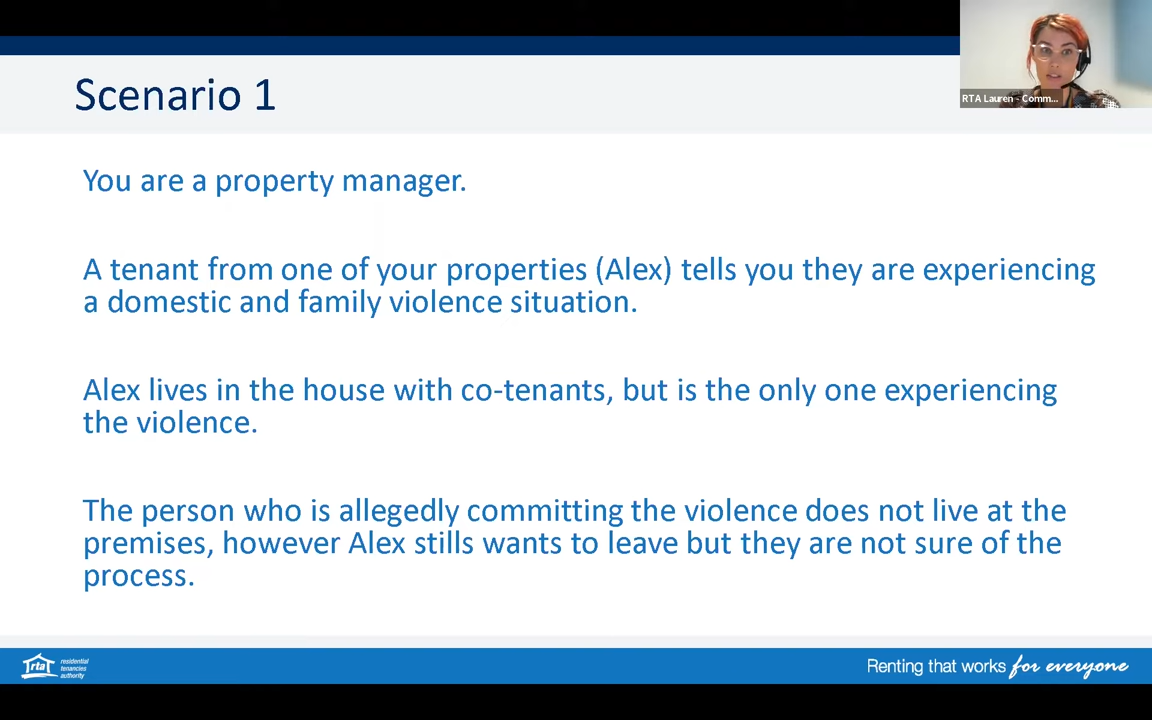 Scenario 1
RTA Lauren - Comm...
You are a property manager.
A tenant from one of your properties (Alex) tells you they are experiencing
a domestic and family violence situation.
Alex lives in the house with co-tenants, but is the only one experiencing
the violence.
The person who is allegedly committing the violence does not live at the
premises, however Alex stills wants to leave but they are not sure of the
process.
rta
residential
tenancies
authority
Renting that works for everyone